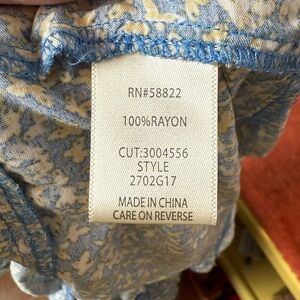 RN#58822
100%RAYON
CUT:3004556
STYLE
2702G17
MADE IN CHINA
CARE ON REVERSE